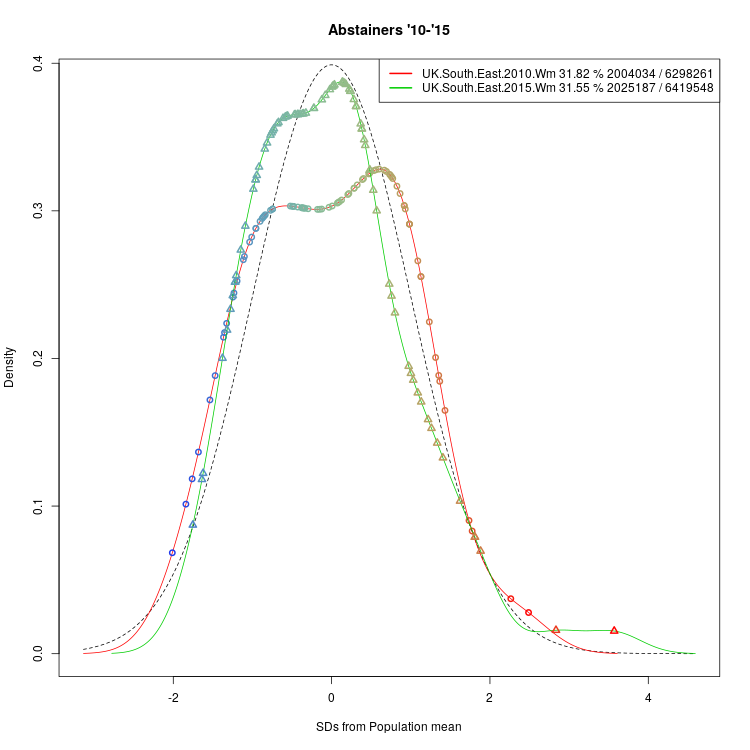 Abstainers '10-'15
UK.South.East.2010.Wm 31.82 % 2004034 / 6298261
UK.South.East.2015.Wm 31.55 % 2025187 / 6419548
Density
0.4
0.3
0.2
0.1
0.0
-2 0 2 4
SDs from Population mean